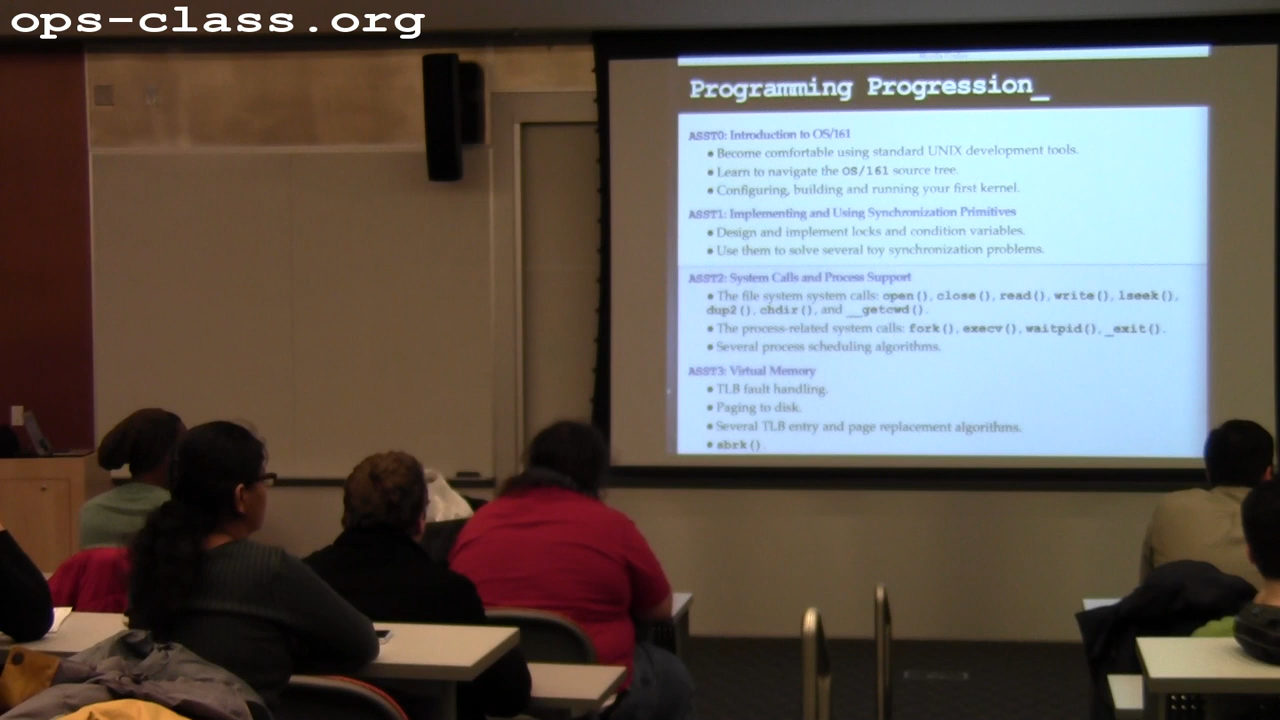 ops-class.org
Programming Progression_
ASST0: Introduction to OS/161
• Become comfortable using standard UNIX development tools.
• Learn to navigate the OS/161 source tree.
• Configuring, building and running your first kernel.
ASST1: Implementing and Using Synchronization Primitives
• Design and implement locks and condition variables.
• Use them to solve several toy synchronization problems.
ASST2: System Calls and Process Support
• The file system system calls: open(), close(), read(), write(), lseek(),
dup2(), chdir(), and __getcwd().
• The process-related system calls: fork(), execv(), waitpid(), _exit().
• Several process scheduling algorithms.
ASST3: Virtual Memory
• TLB fault handling.
• Paging to disk.
• Several TLB entry and page replacement algorithms.
• sbrk().